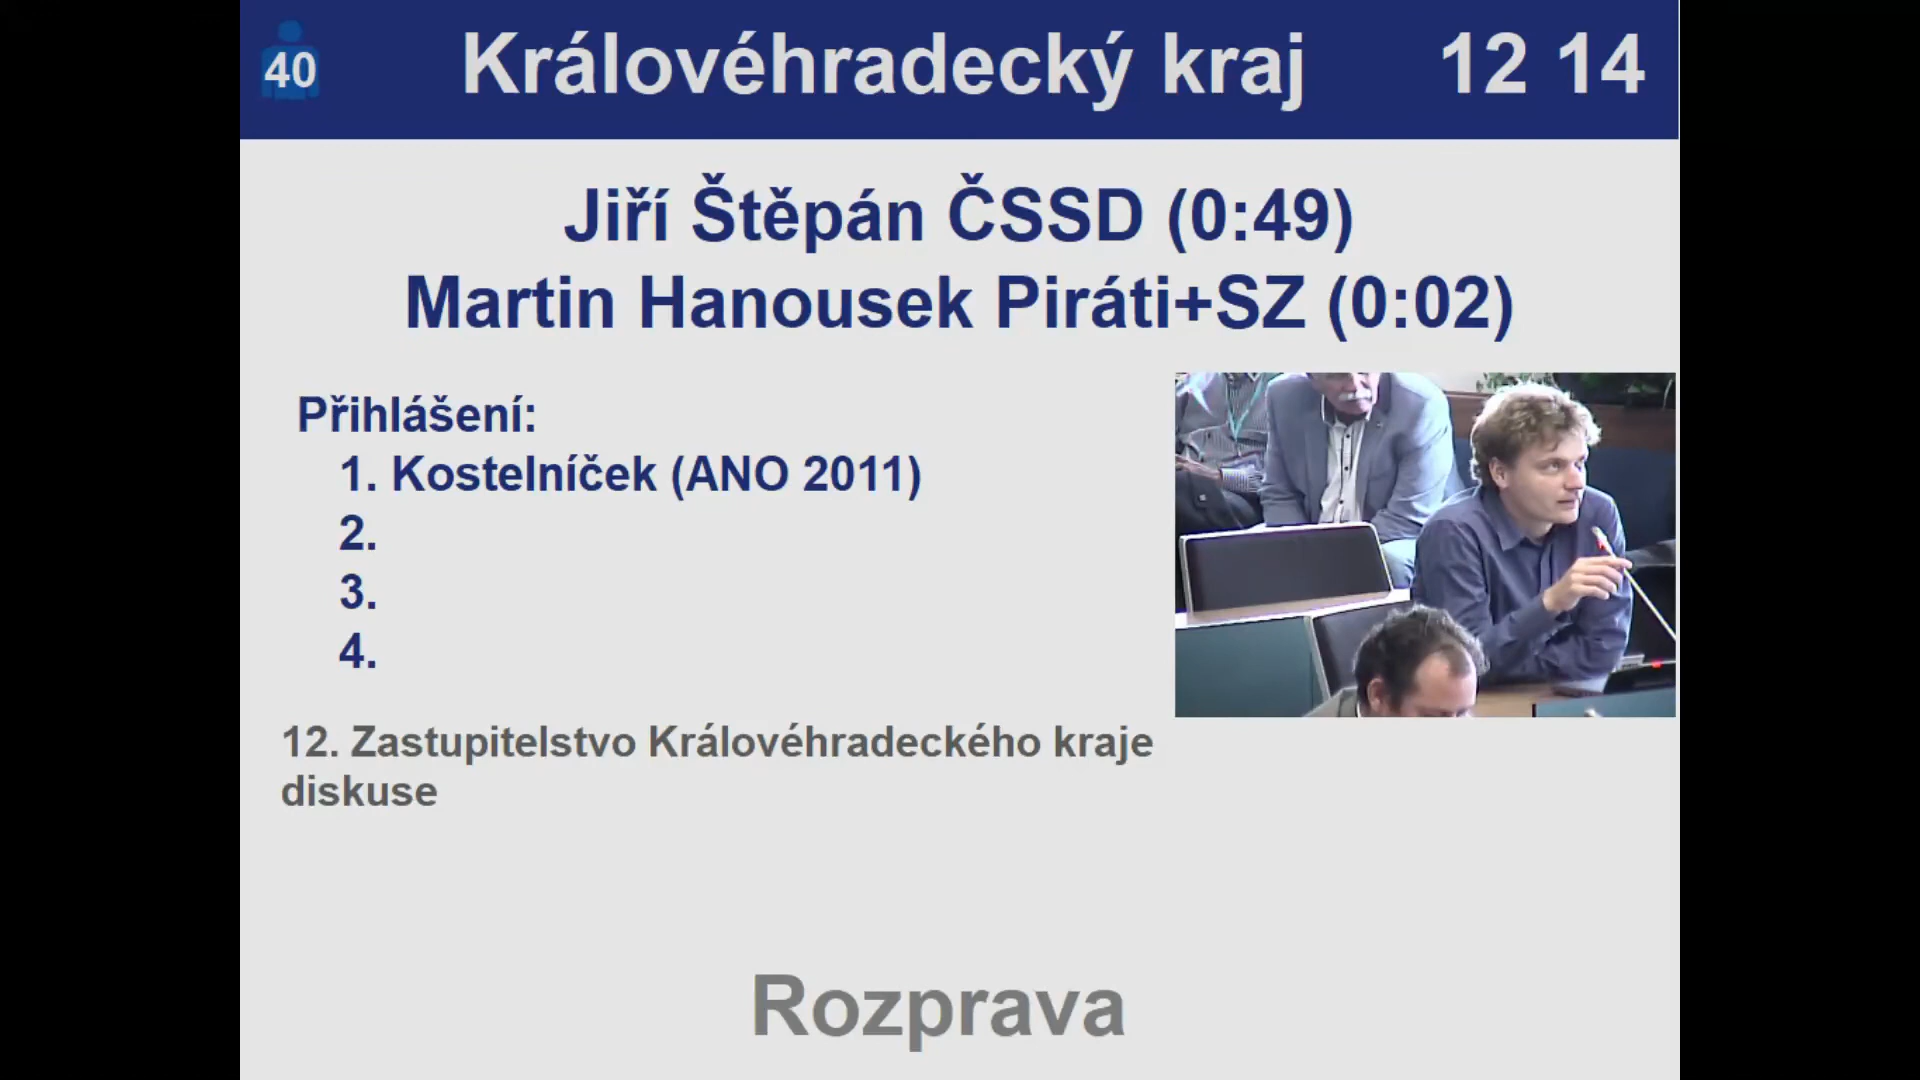 40
Královéhradecký kraj
12 14
Jiří Štěpán ČSSD (0:49)
Martin Hanousek Piráti+SZ (0:02)
Přihlášení:
1. Kostelníček (ANO 2011)
2.
3.
4.
12. Zastupitelstvo Královéhradeckého kraje
diskuse
Rozprava